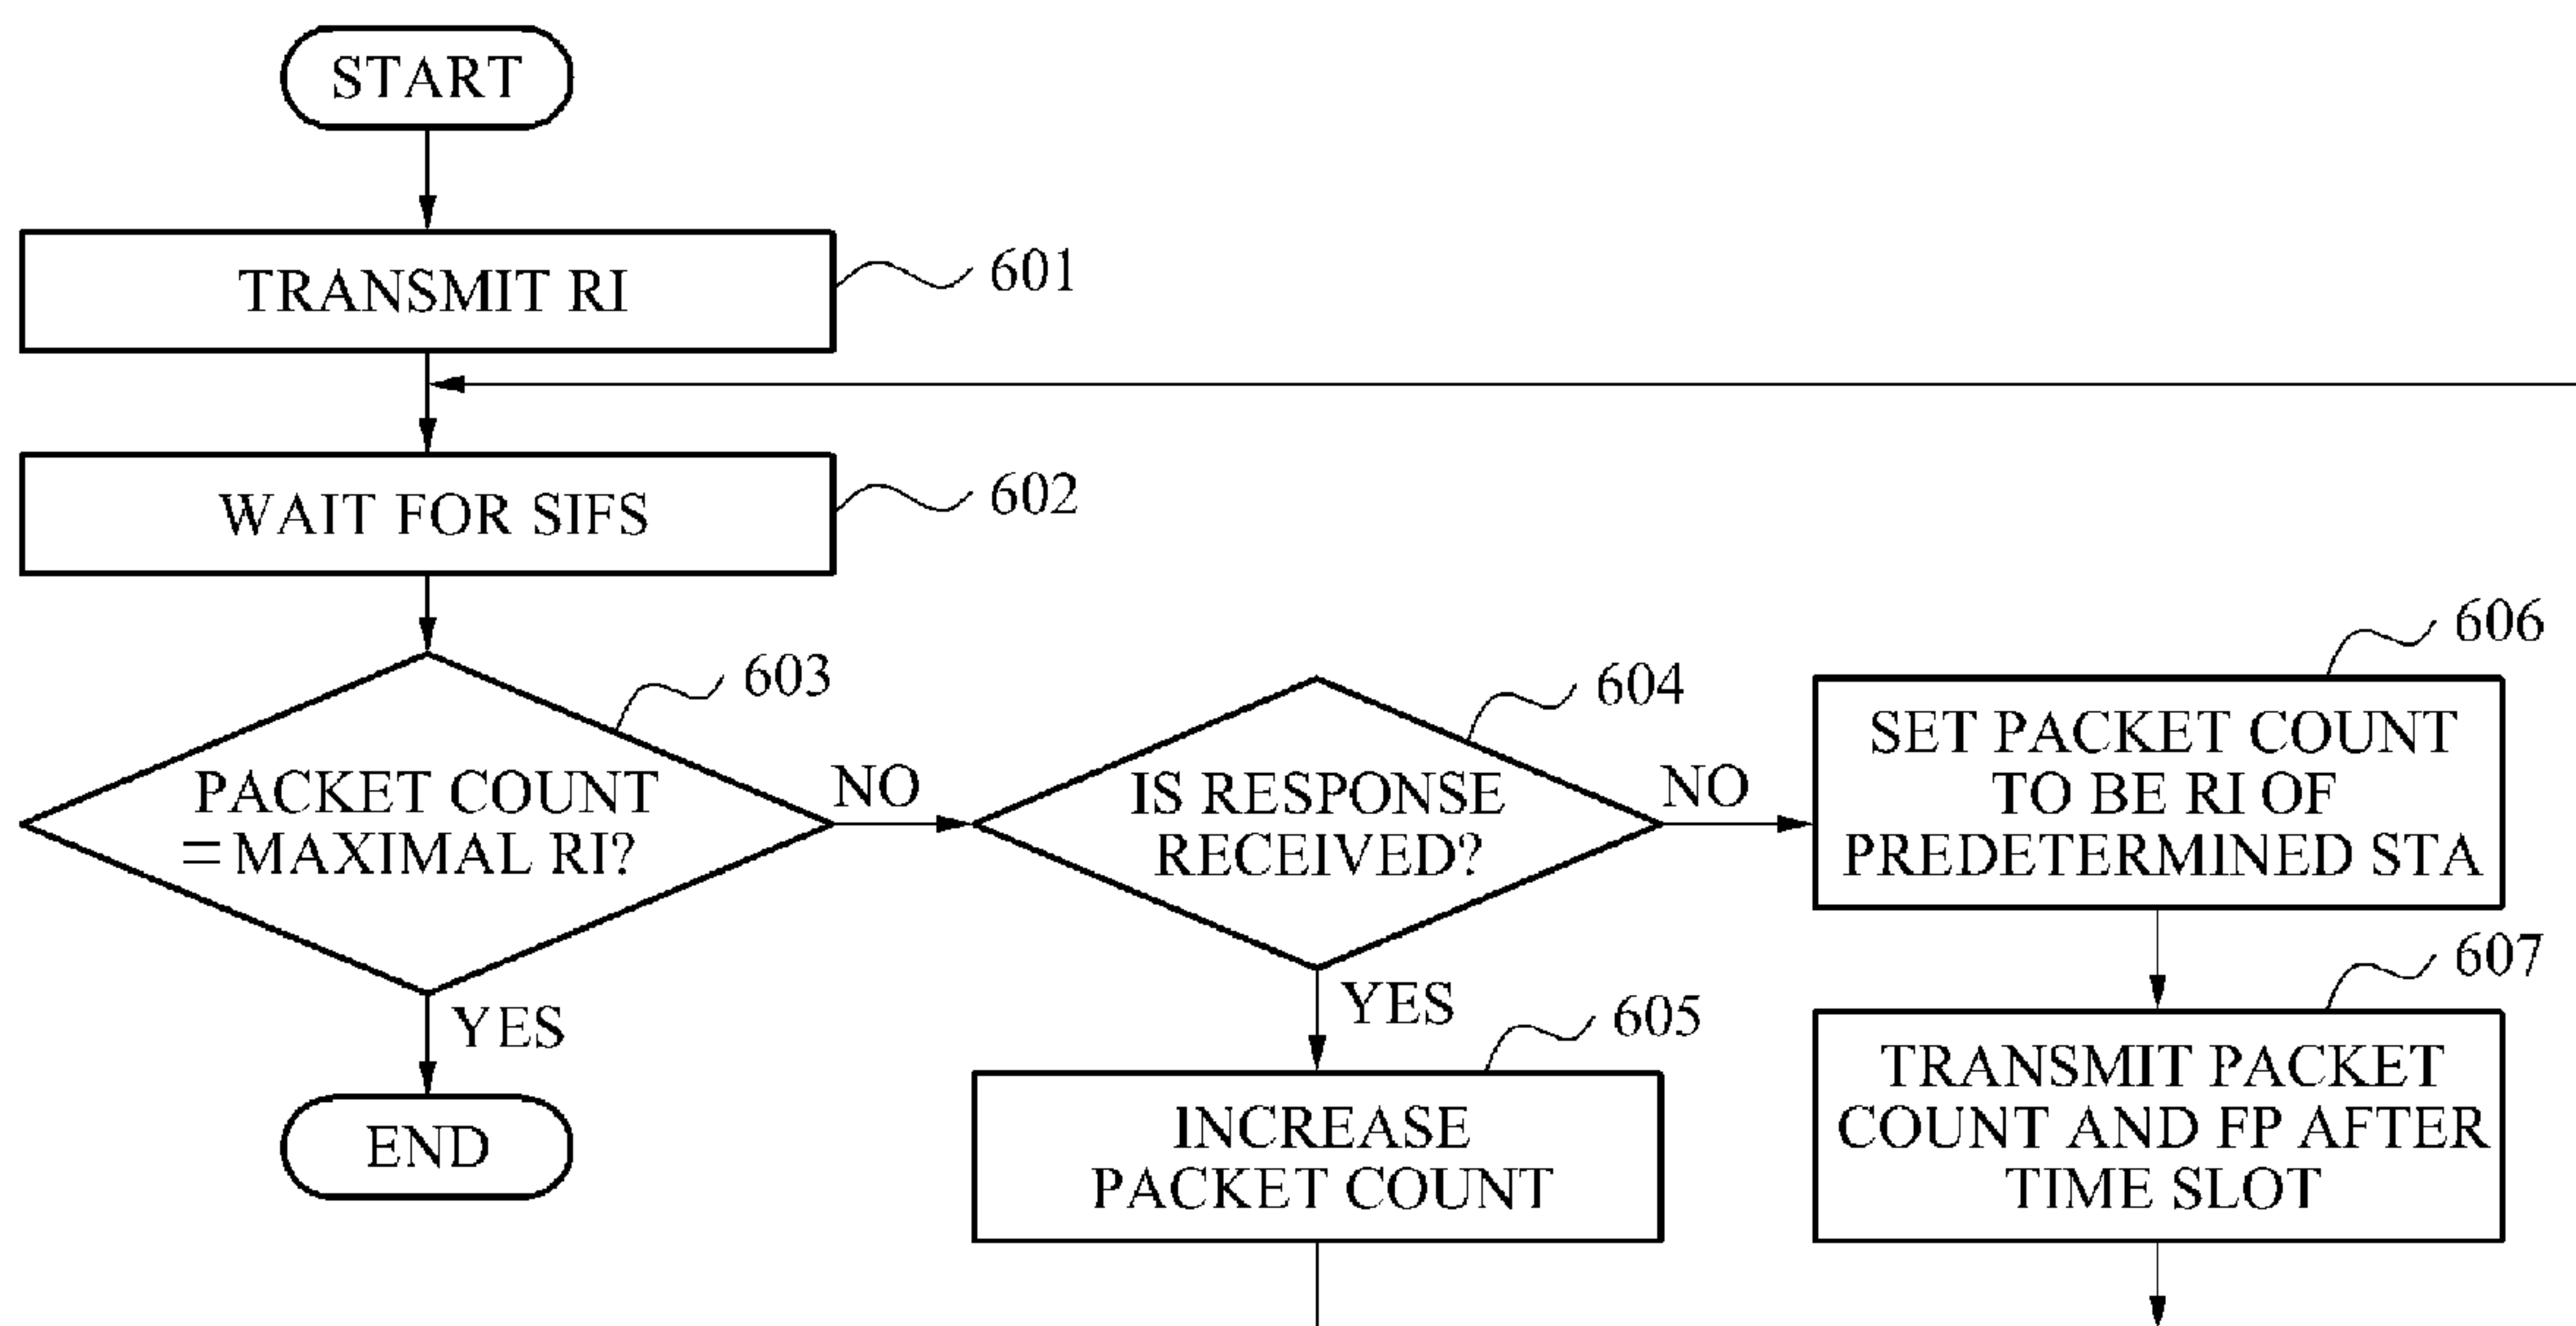 START
TRANSMIT RI
601
WAIT FOR SIFS
602
603
PACKET COUNT
=MAXIMAL RI?
NO
YES
END
604
IS RESPONSE
RECEIVED?
NO
YES
605
INCREASE
PACKET COUNT
606
SET PACKET COUNT
TO BE RI OF
PREDETERMINED STA
607
TRANSMIT PACKET
COUNT AND FP AFTER
TIME SLOT